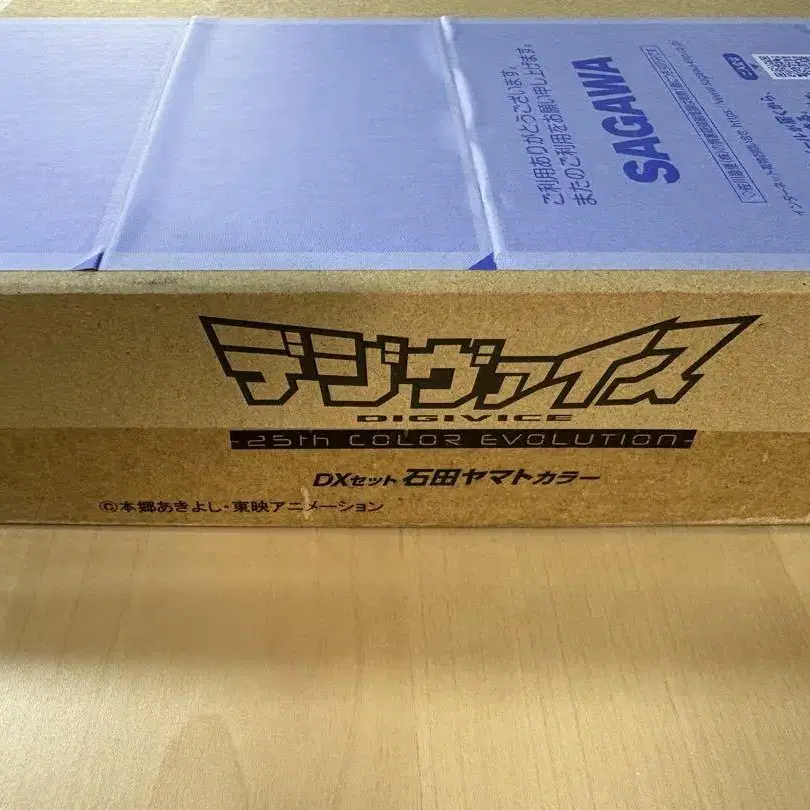 ご利用ありがとうございます。
またのご利用をお願い申し上げます。
SAGAWA
デジヴァイス
DIGIVICE
-25th COLOR EVOLUTION-
DXセット 石田ヤマトカラー
©本郷あきよし・東映アニメーション